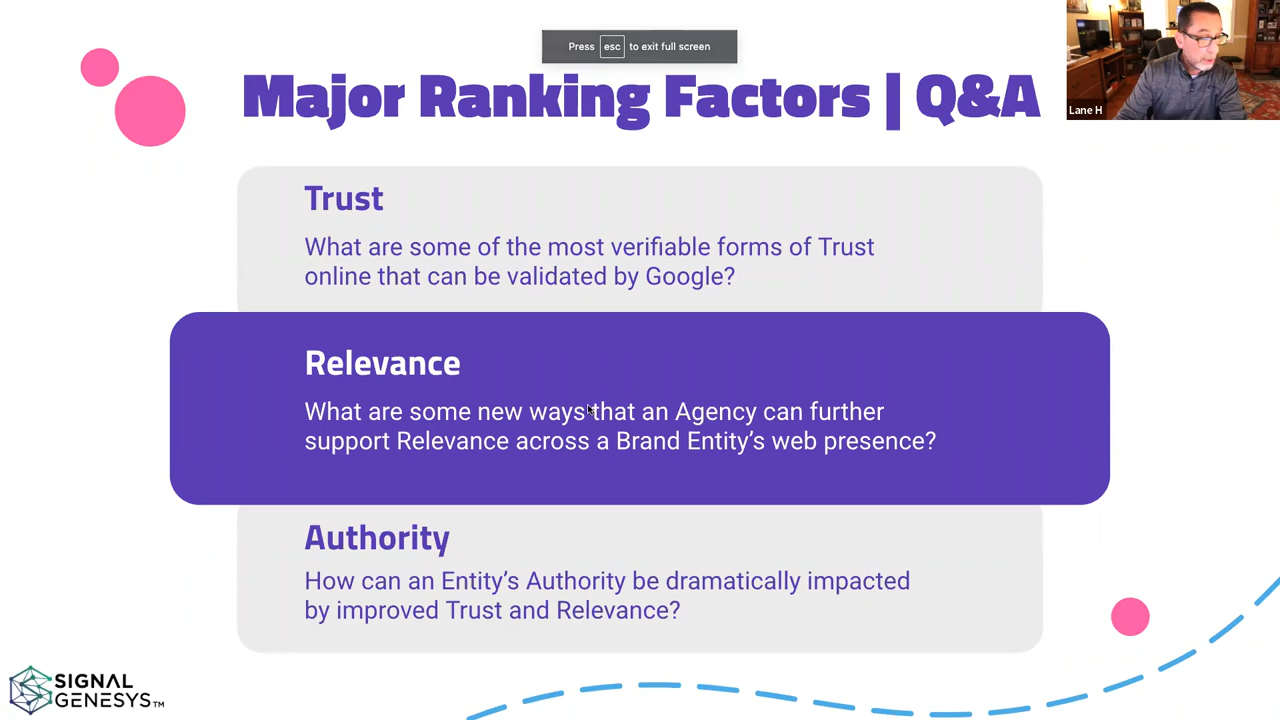 Press esc to exit full screen
Lane H
Major Ranking Factors | Q&A
Trust
What are some of the most verifiable forms of Trust
online that can be validated by Google?
Relevance
What are some new ways that an Agency can further
support Relevance across a Brand Entity's web presence?
Authority
How can an Entity's Authority be dramatically impacted
by improved Trust and Relevance?
SIGNAL
GENESYS™